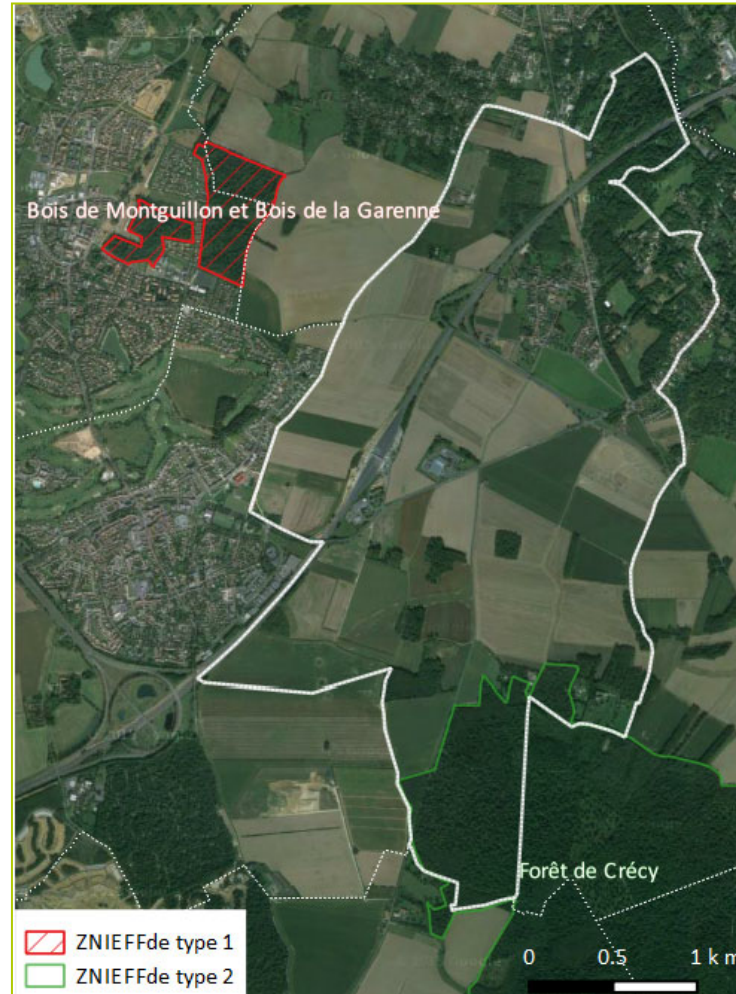 Bois de Montguillon et Bois de la Garenne
Forêt de Crécy
ZNIEFFde type 1
ZNIEFFde type 2
0 0.5 1 km